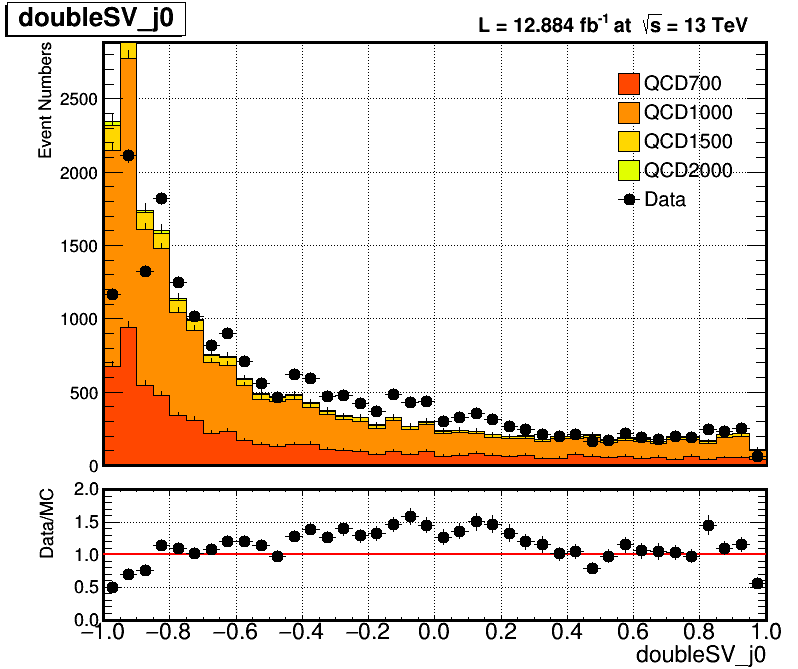 doubleSV_j0
L = 12.884 fb⁻¹ at √s = 13 TeV
Event Numbers
2500
2000
1500
1000
500
0
QCD700
QCD1000
QCD1500
QCD2000
Data
Data/MC
2.0
1.5
1.0
0.5
0.0
−1.0 −0.8 −0.6 −0.4 −0.2 0.0 0.2 0.4 0.6 0.8 1.0
doubleSV_j0